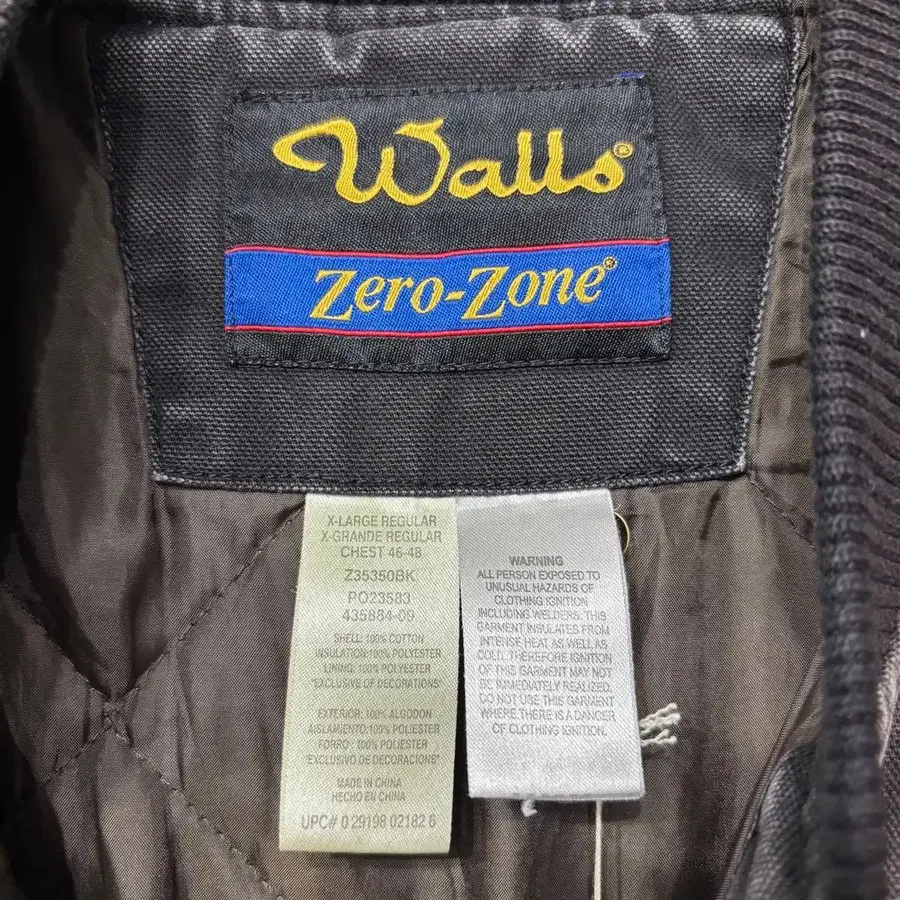 Walls®
Zero-Zone®
X-LARGE REGULAR
X-GRANDE REGULAR
CHEST 46-48
Z35350BK
PO23583
435884-09
SHELL: 100% COTTON
INSULATION:100% POLYESTER
LINING: 100% POLYESTER
"EXCLUSIVE OF DECORATIONS"
EXTERIOR: 100% ALGODON
AISLAMIENTO:100% POLIESTER
FORRO : 100% POLIESTER
"EXCLUSIVO DE DECORACIONS"
MADE IN CHINA
HECHO EN CHINA
UPC# 0 29198 02182 6
WARNING
ALL PERSON EXPOSED TO
UNUSUAL HAZARDS OF
CLOTHING IGNITION
INCLUDING WELDERS. THIS
GARMENT INSULATES FROM
INTENSE HEAT AS WELL AS
COLD. THEREFORE IGNITION
OF THIS GARMENT MAY NOT
BE IMMEDIATELY REALIZED.
DO NOT USE THIS GARMENT
WHERE THERE IS A DANGER
OF CLOTHING IGNITION.